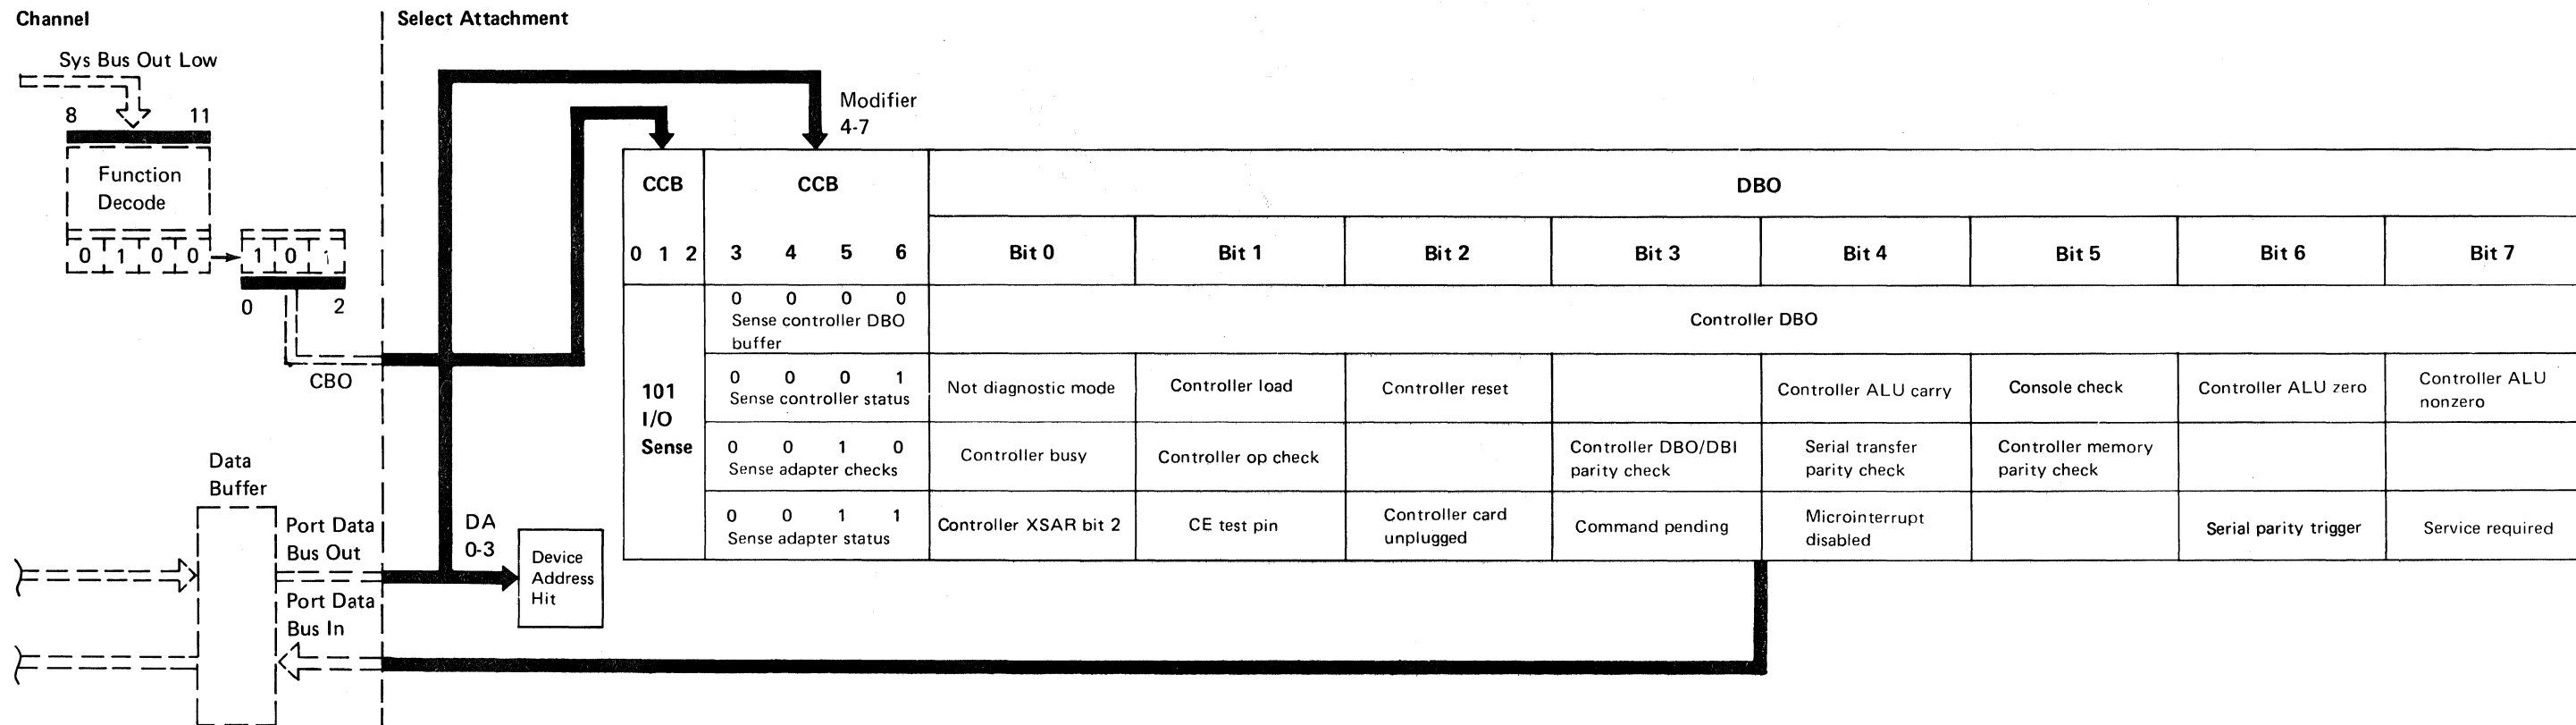 Channel
Select Attachment
Sys Bus Out Low
8 11
Function
Decode
0 1 0 0
1 0 1
0 2
CBO
Modifier
4-7
CCB CCB DBO
0 1 2 3 4 5 6 Bit 0 Bit 1 Bit 2 Bit 3 Bit 4 Bit 5 Bit 6 Bit 7
101
I/O
Sense
0 0 0 0
Sense controller DBO
buffer
Controller DBO
0 0 0 1
Sense controller status
Not diagnostic mode
Controller load
Controller reset
Controller ALU carry
Console check
Controller ALU zero
Controller ALU
nonzero
0 0 1 0
Sense adapter checks
Controller busy
Controller op check
Controller DBO/DBI
parity check
Serial transfer
parity check
Controller memory
parity check
0 0 1 1
Sense adapter status
Controller XSAR bit 2
CE test pin
Controller card
unplugged
Command pending
Microinterrupt
disabled
Serial parity trigger
Service required
Data
Buffer
Port Data
Bus Out
DA
0-3
Device
Address
Hit
Port Data
Bus In